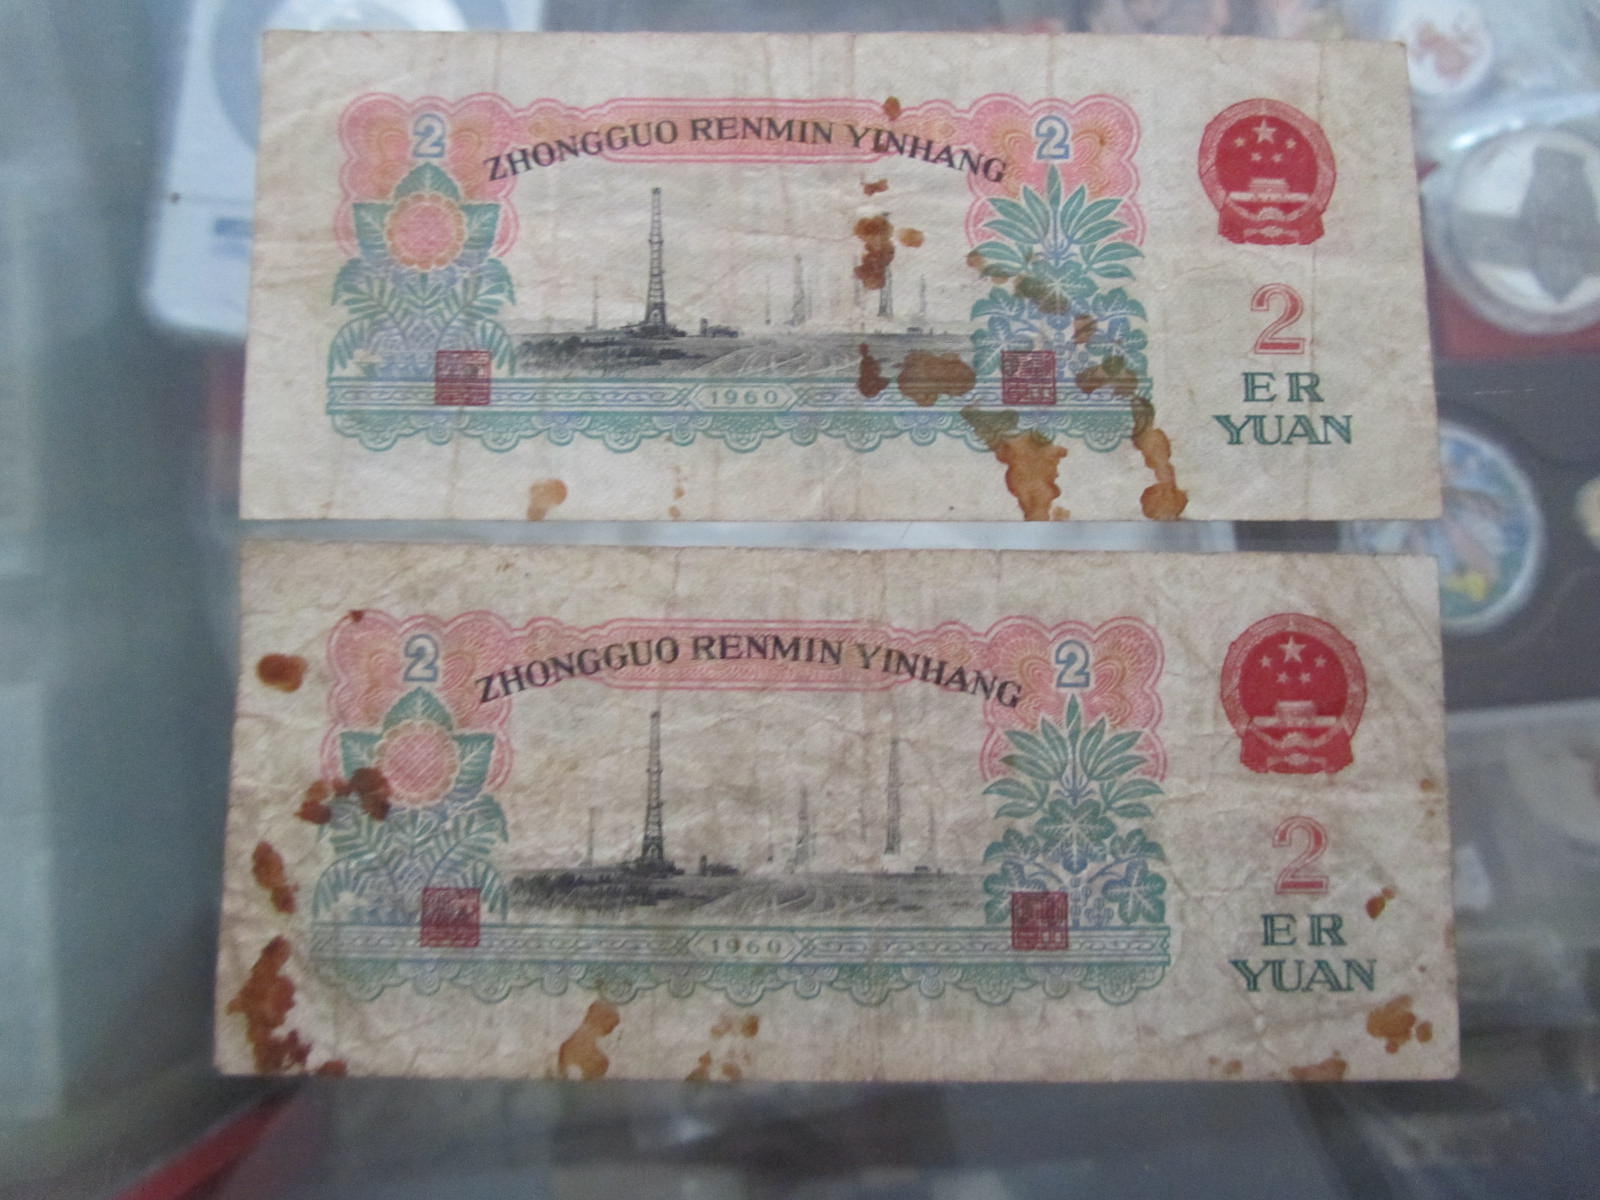 2 2
ZHONGGUO RENMIN YINHANG
1960
2
ER
YUAN
2 2
ZHONGGUO RENMIN YINHANG
1960
2
ER
YUAN